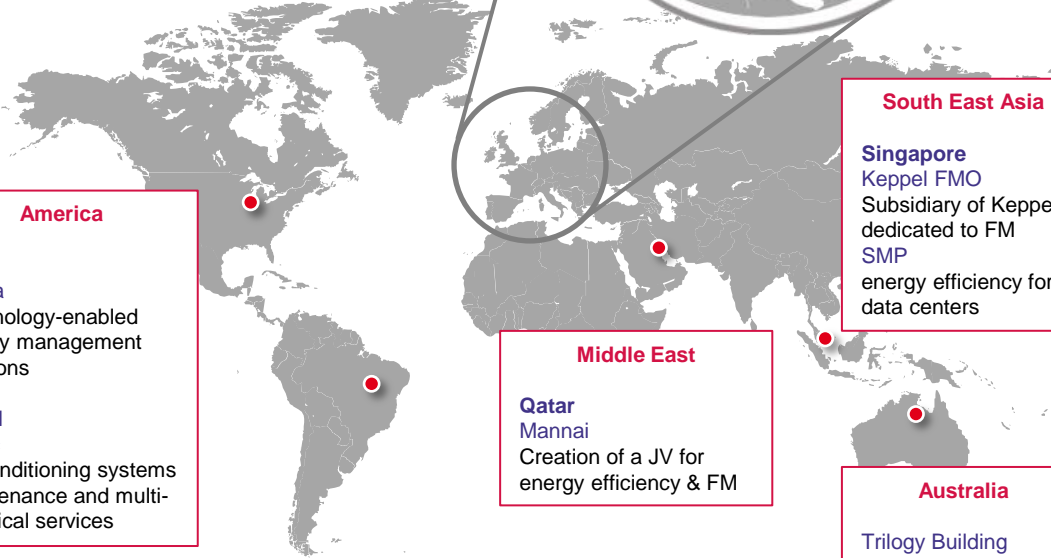 America
a
nology-enabled
y management
ons
l
nditioning systems
enance and multi-
ical services
Middle East
Qatar
Mannai
Creation of a JV for
energy efficiency & FM
South East Asia
Singapore
Keppel FMO
Subsidiary of Keppe
dedicated to FM
SMP
energy efficiency for
data centers
Australia
Trilogy Building